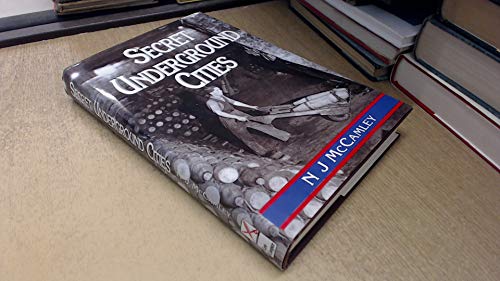 SECRET
UNDERGROUND
CITIES
N J MCCAMLEY
SECRET UNDERGROUND CITIES